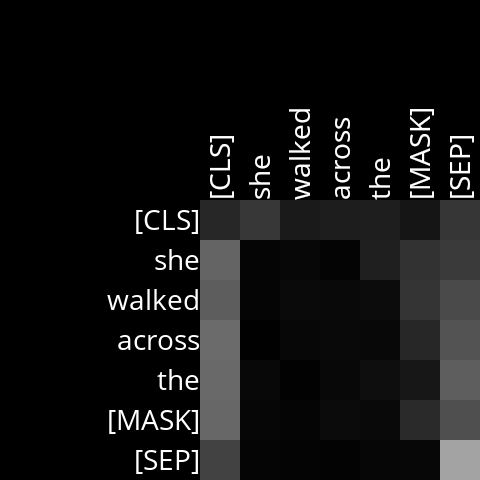 [CLS] she walked across the [MASK] [SEP]
[CLS]
she
walked
across
the
[MASK]
[SEP]